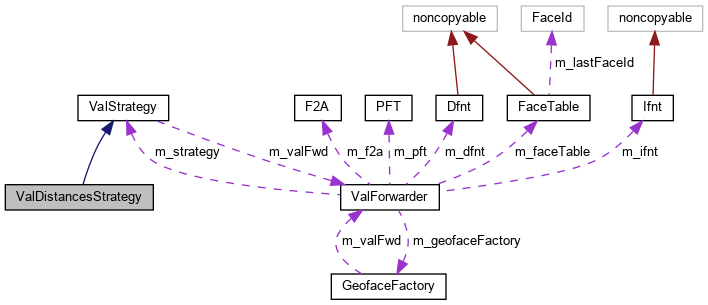 noncopyable FaceId noncopyable
m_lastFaceId
ValStrategy F2A PFT Dfnt FaceTable Ifnt
m_strategy m_valFwd m_f2a m_pft m_dfnt m_faceTable m_ifnt
ValDistancesStrategy ValForwarder
m_valFwd m_geofaceFactory
GeofaceFactory